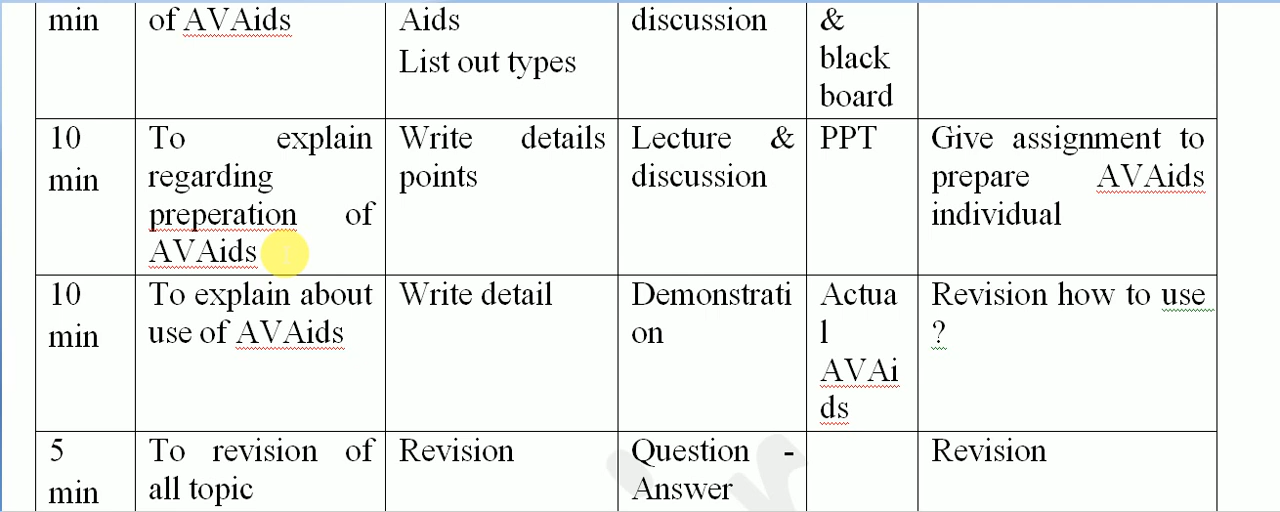 min
of AVAids
Aids
List out types
discussion
&
black
board
10
min
To explain
regarding
preperation of
AVAids
Write details
points
Lecture &
discussion
PPT
Give assignment to
prepare AVAids
individual
10
min
To explain about
use of AVAids
Write detail
Demonstrati
on
Actua
l
AVAi
ds
Revision how to use
?
5
min
To revision of
all topic
Revision
Question -
Answer
Revision